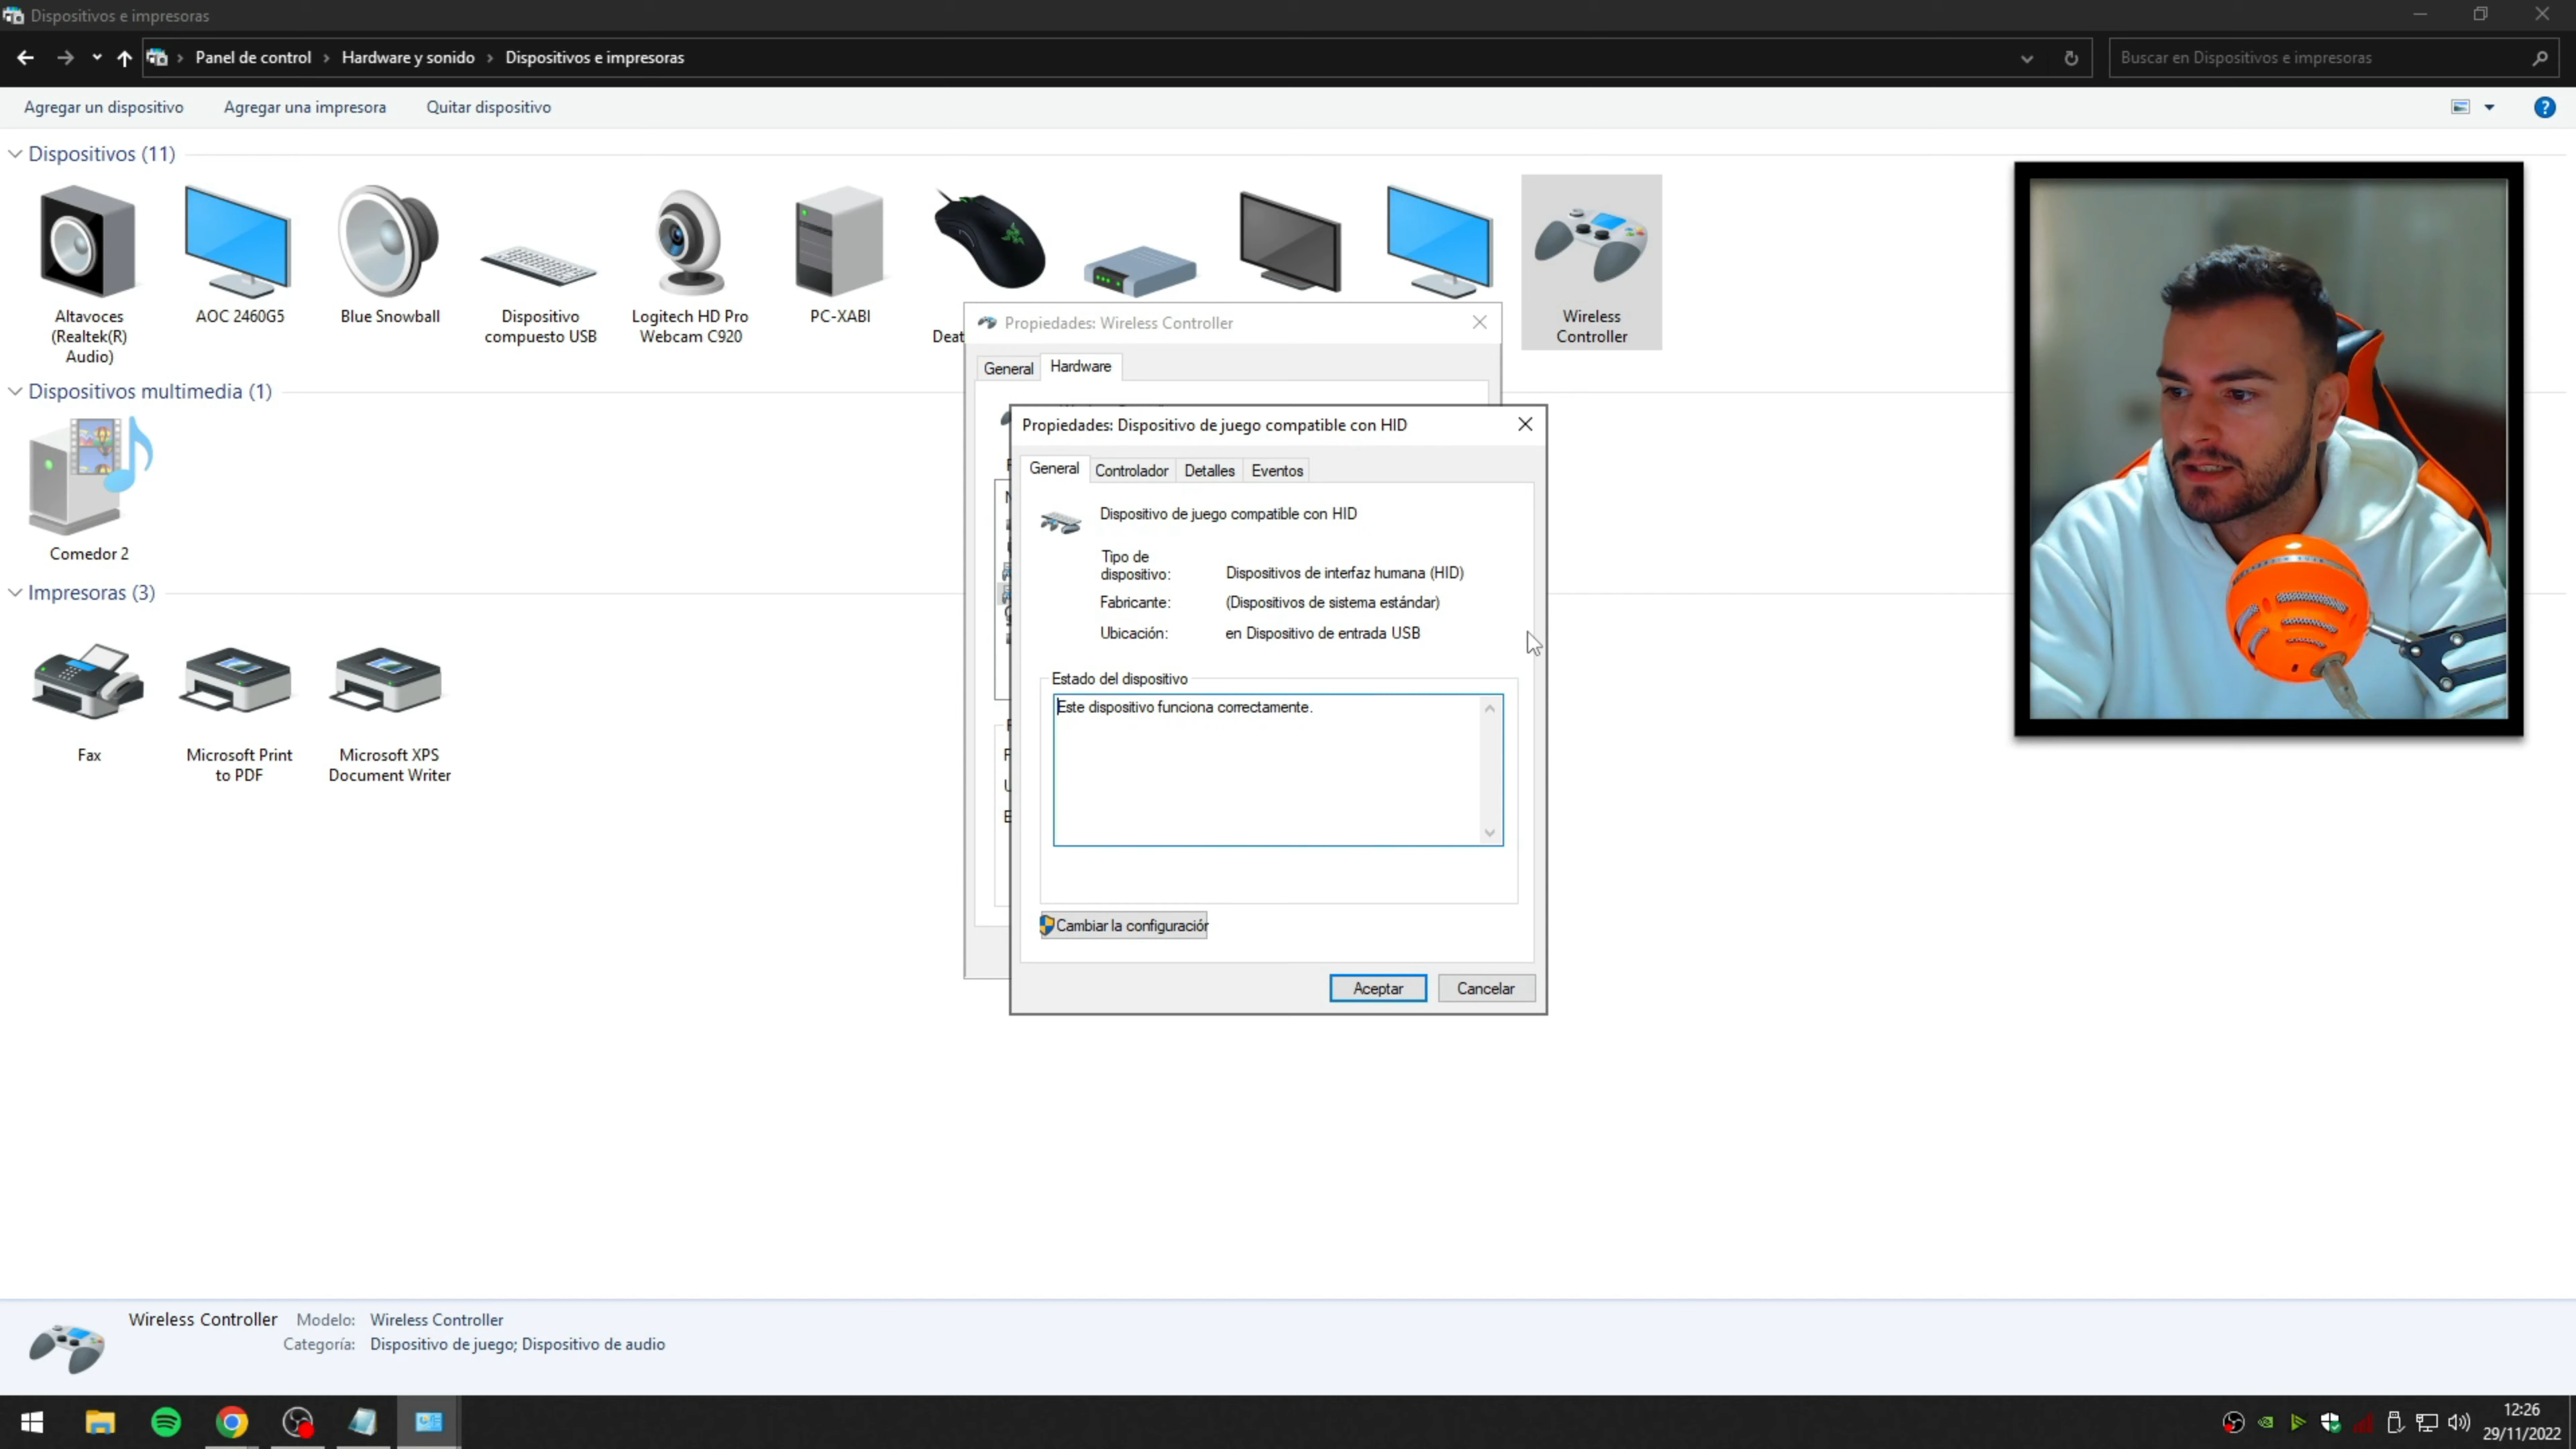 Dispositivos e impresoras
Panel de control
Hardware y sonido
Dispositivos e impresoras
Buscar en Dispositivos e impresoras
Agregar un dispositivo
Agregar una impresora
Quitar dispositivo
Dispositivos (11)
Altavoces
(Realtek(R)
Audio)
AOC 2460G5
Blue Snowball
Dispositivo
compuesto USB
Logitech HD Pro
Webcam C920
PC-XABI
Wireless
Controller
Dispositivos multimedia (1)
Comedor 2
Impresoras (3)
Fax
Microsoft Print
to PDF
Microsoft XPS
Document Writer
Propiedades: Wireless Controller
General
Hardware
Propiedades: Dispositivo de juego compatible con HID
General
Controlador
Detalles
Eventos
Dispositivo de juego compatible con HID
Tipo de
dispositivo:
Dispositivos de interfaz humana (HID)
Fabricante:
(Dispositivos de sistema estándar)
Ubicación:
en Dispositivo de entrada USB
Estado del dispositivo
Este dispositivo funciona correctamente.
Cambiar la configuración
Aceptar
Cancelar
Wireless Controller
Modelo:
Wireless Controller
Categoría:
Dispositivo de juego; Dispositivo de audio
12:26
29/11/2022